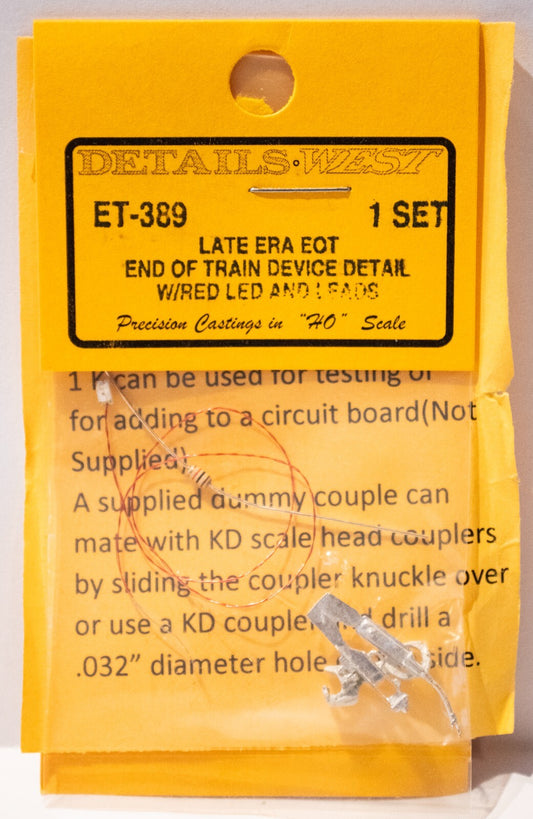 DETAILS·WEST
ET-389 1 SET
LATE ERA EOT
END OF TRAIN DEVICE DETAIL
W/RED LED AND LEADS
Precision Castings in "HO" Scale
1 K can be used for testing or
for adding to a circuit board(Not
Supplied)
A supplied dummy couple can
mate with KD scale head couplers
by sliding the coupler knuckle over
or use a KD coupler and drill a
.032” diameter hole side.